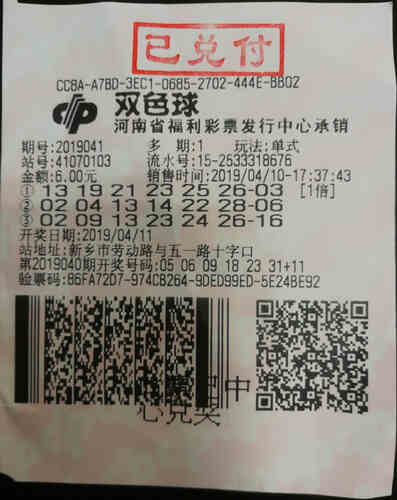 已兑付
CC8A-A7BD-3EC1-0685-2702-444E-BB02
双色球
河南省福利彩票发行中心承销
期号:2019041 多 期:1 玩法:单式
站号:41070103 流水号:15-2533318676
金额:6.00元 销售时间:2019/04/10-17:37:43
① 13 19 21 23 25 26-03 [1倍]
② 02 04 13 14 22 28-06
③ 02 09 13 23 24 26-16
开奖日期:2019/04/11
站地址:新乡市劳动路与五一路十字口
第2019040期开奖号码:05 06 09 18 23 31+11
验票码:86FA72D7-974CB264-9DED99ED-5E24BE92
中
心兑奖